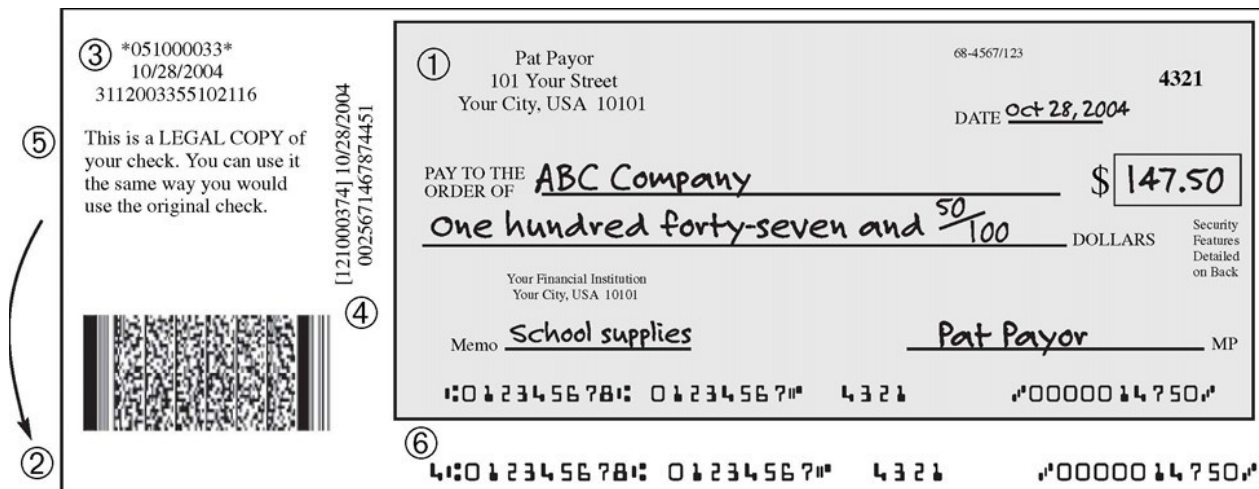 ③ *051000033*
10/28/2004
3112003355102116
⑤ This is a LEGAL COPY of
your check. You can use it
the same way you would
use the original check.
②
[121000374] 10/28/2004
0025671467874451
④
① Pat Payor
101 Your Street
Your City, USA 10101
68-4567/123
4321
DATE Oct 28, 2004
PAY TO THE
ORDER OF ABC Company $ 147.50
One hundred forty-seven and 50/100 DOLLARS
Security
Features
Detailed
on Back
Your Financial Institution
Your City, USA 10101
Memo School supplies Pat Payor MP
⑆012345678⑆ 01234567⑈ 4321 ⑇0000014750⑇
⑥
4⑆012345678⑆ 01234567⑈ 4321 ⑇0000014750⑇